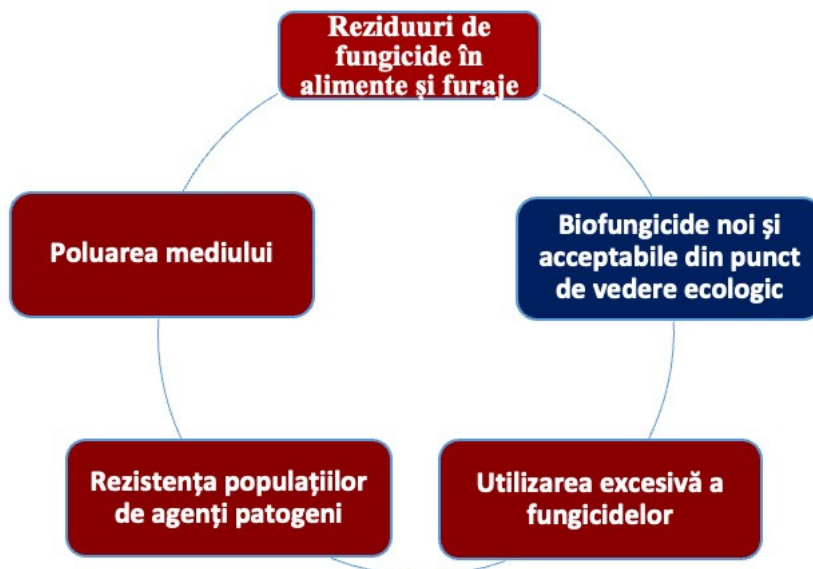 Reziduuri de
fungicide în
alimente și furaje
Poluarea mediului
Biofungicide noi și
acceptabile din punct
de vedere ecologic
Rezistența populațiilor
de agenți patogeni
Utilizarea excesivă a
fungicidelor